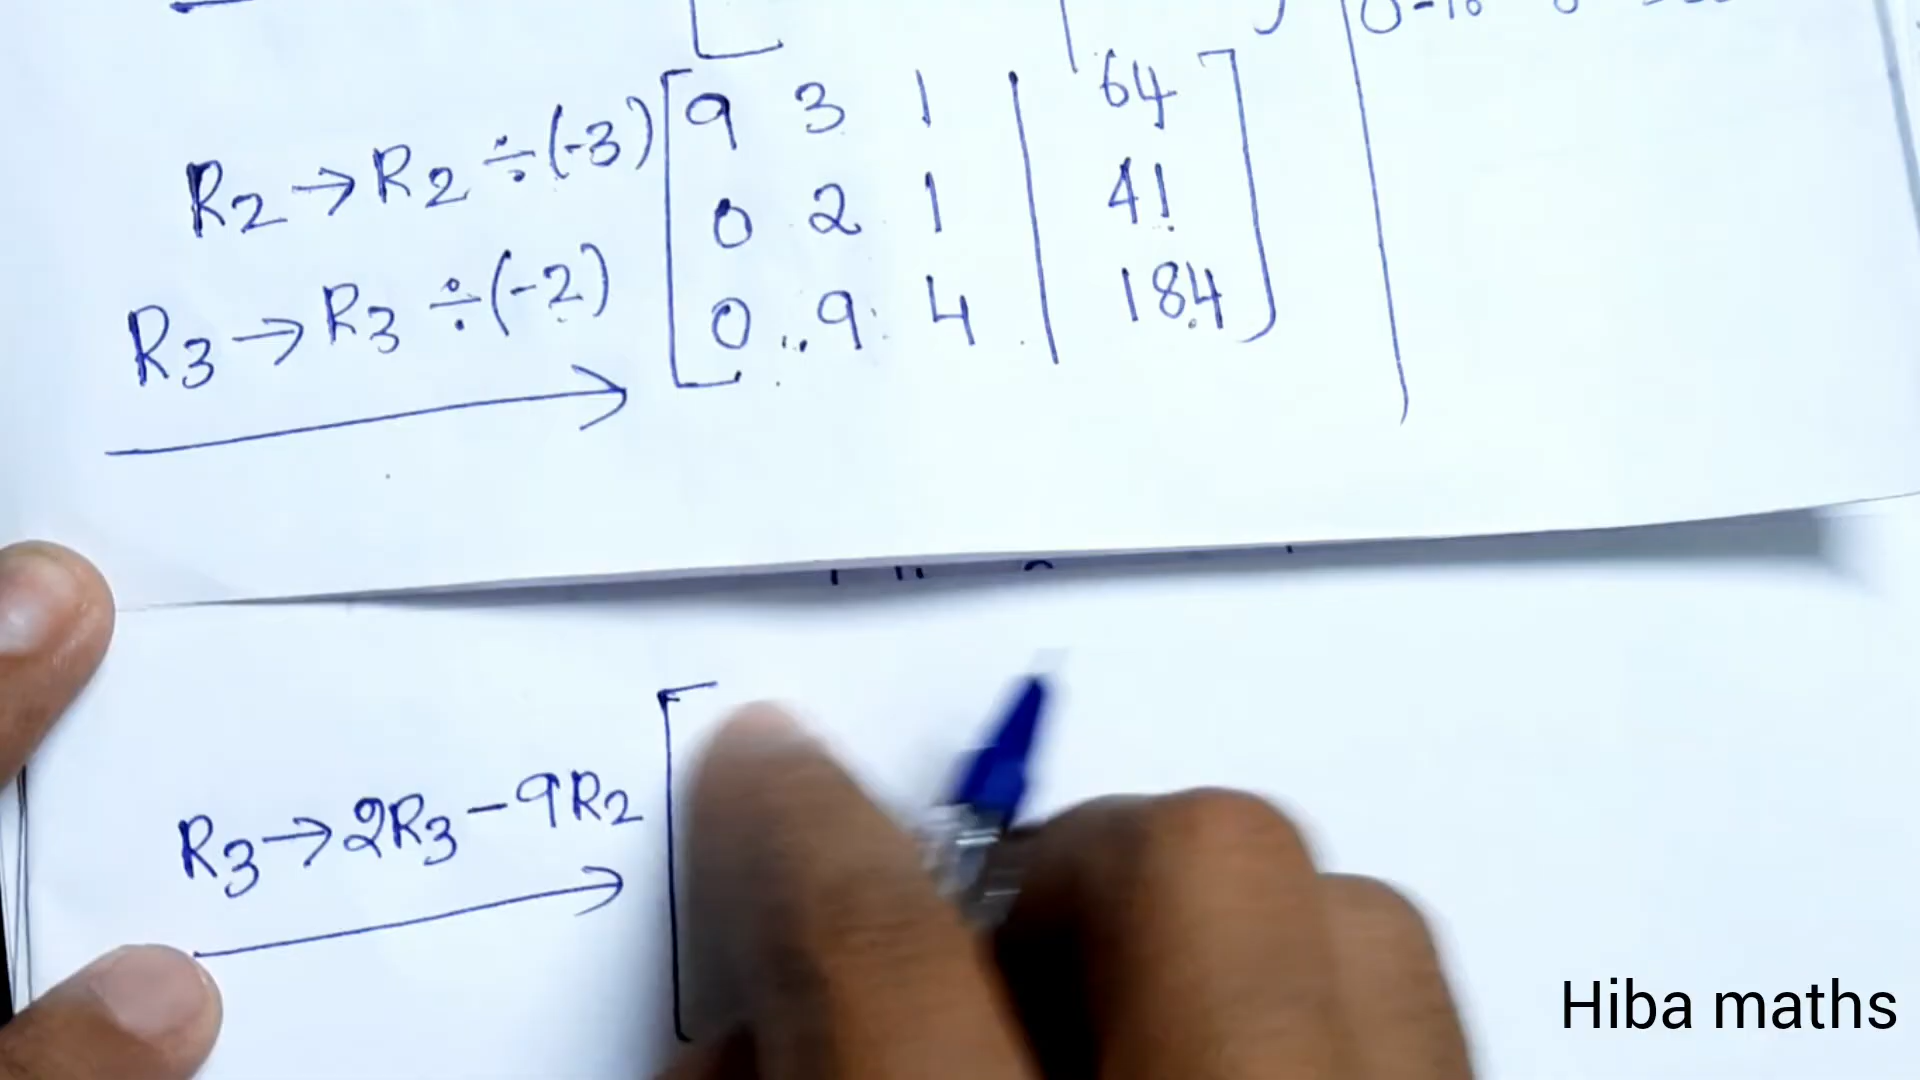 R2 → R2 ÷ (-3) [ 9 3 1 | 64 ]
0 2 1 | 41
R3 → R3 ÷ (-2) 0 9 4 | 184
R3 → 2R3 - 9R2 [
Hiba maths